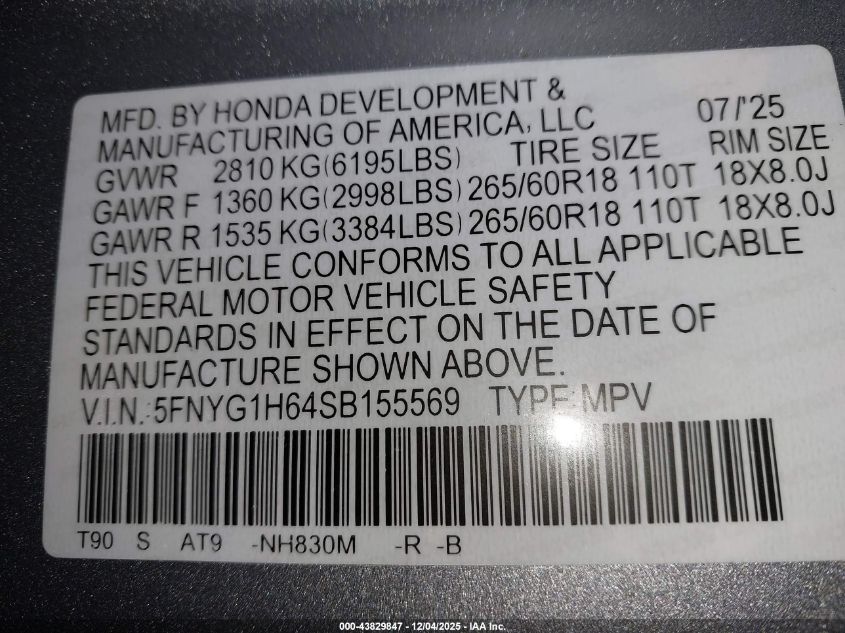 MFD. BY HONDA DEVELOPMENT &
MANUFACTURING OF AMERICA, LLC 07/'25
GVWR 2810 KG(6195LBS) TIRE SIZE RIM SIZE
GAWR F 1360 KG(2998LBS) 265/60R18 110T 18X8.0J
GAWR R 1535 KG(3384LBS) 265/60R18 110T 18X8.0J
THIS VEHICLE CONFORMS TO ALL APPLICABLE
FEDERAL MOTOR VEHICLE SAFETY
STANDARDS IN EFFECT ON THE DATE OF
MANUFACTURE SHOWN ABOVE.
V.I.N.:5FNYG1H64SB155569 TYPE:MPV
T90 S AT9 -NH830M -R -B
000-43829847 - 12/04/2025 - IAA Inc.